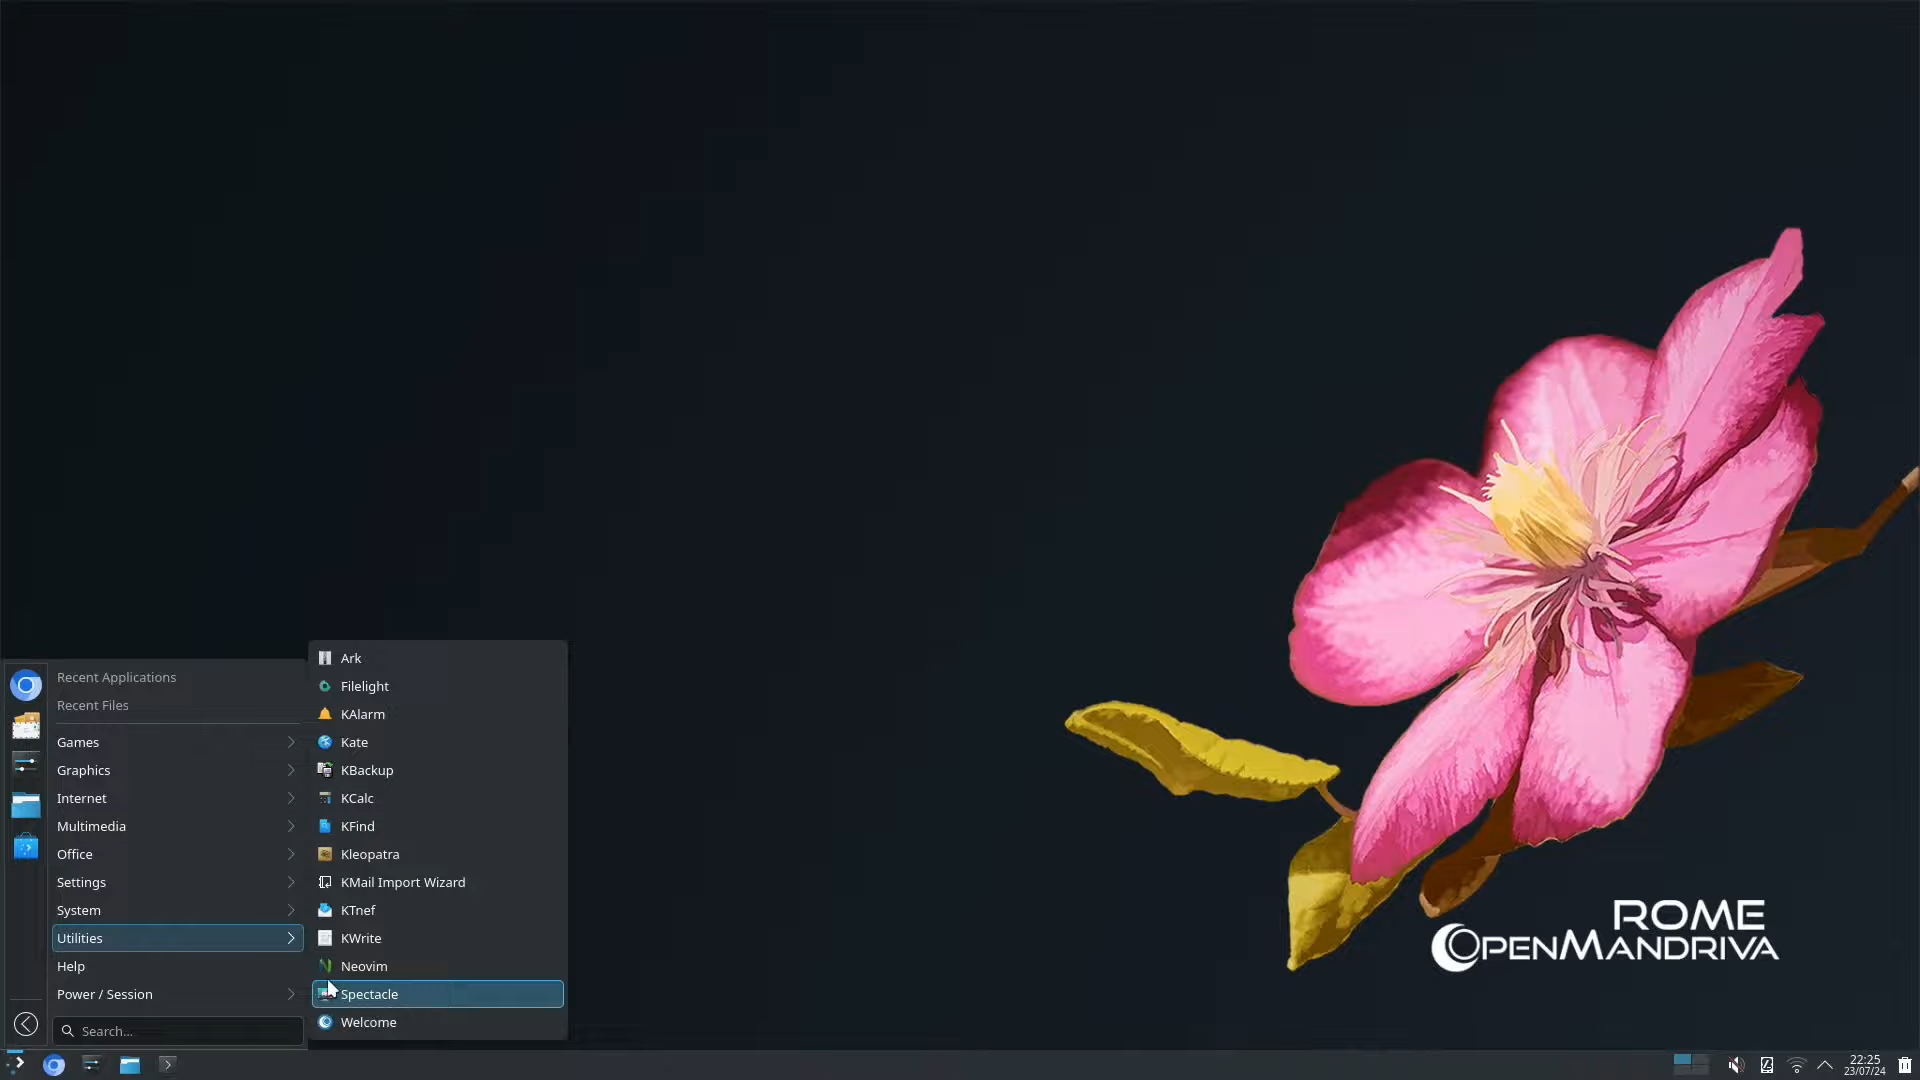 Recent Applications
Recent Files
Games
Graphics
Internet
Multimedia
Office
Settings
System
Utilities
Help
Power / Session
Search...
Ark
Filelight
KAlarm
Kate
KBackup
KCalc
KFind
Kleopatra
KMail Import Wizard
KTnef
KWrite
Neovim
Spectacle
Welcome
ROME
OPENMANDRIVA
22:25
23/07/24